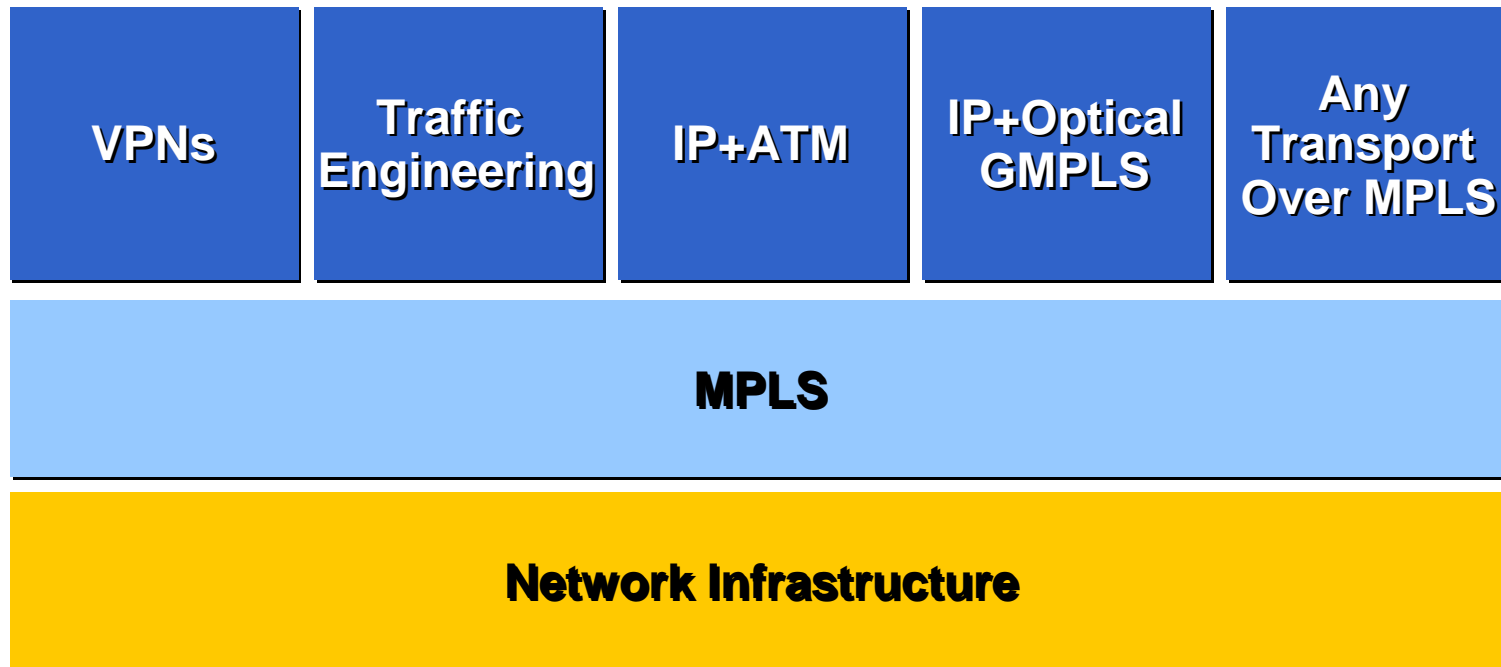 VPNs
Traffic
Engineering
IP+ATM
IP+Optical
GMPLS
Any
Transport
Over MPLS
MPLS
Network Infrastructure